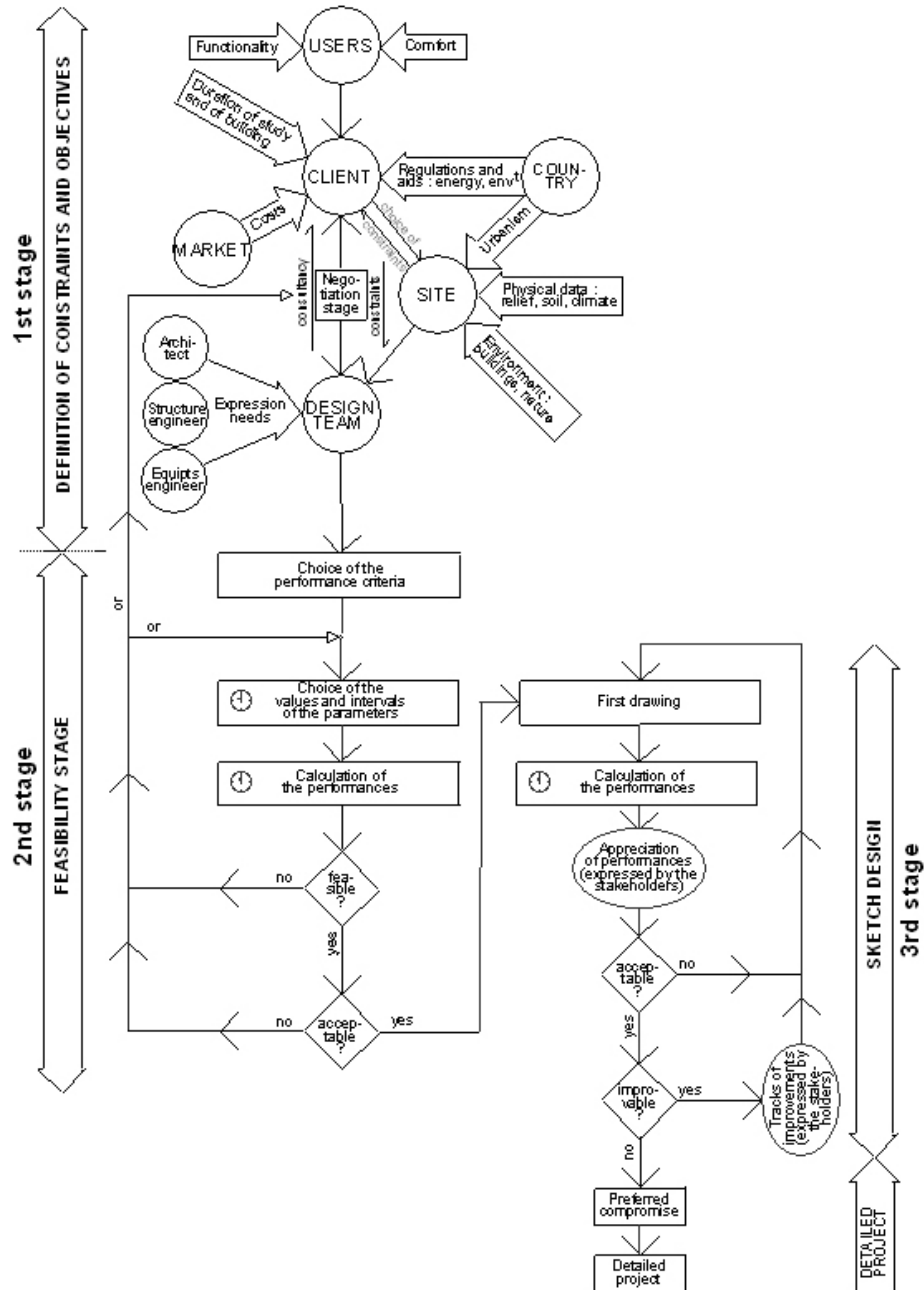 1st stage
DEFINITION OF CONSTRAINTS AND OBJECTIVES
Functionality
USERS
Comfort
Duration of study
and of building
CLIENT
Regulations and
aids : energy, env't
COUN-
TRY
MARKET
Costs
choice of
constraints
Urbanism
consultancy
Nego-
tiation
stage
constraints
SITE
Physical data :
relief, soil, climate
Environment :
buildings, nature
Archi-
tect
Structure
engineer
Equipts
engineer
Expression
needs
DESIGN
TEAM
2nd stage
FEASIBILITY STAGE
Choice of the
performance criteria
or
or
Choice of the
values and intervals
of the parameters
Calculation of
the performances
no
fea-
sible
?
yes
no
accep-
table
?
yes
3rd stage
SKETCH DESIGN
First drawing
Calculation of
the performances
Appreciation
of performances
(expressed by the
stakeholders)
accep-
table
?
no
yes
impro-
vable
?
yes
Tracks of
improvements
(expressed by
the stake-
holders)
no
Preferred
compromise
Detailed
project
DETAILED
PROJECT